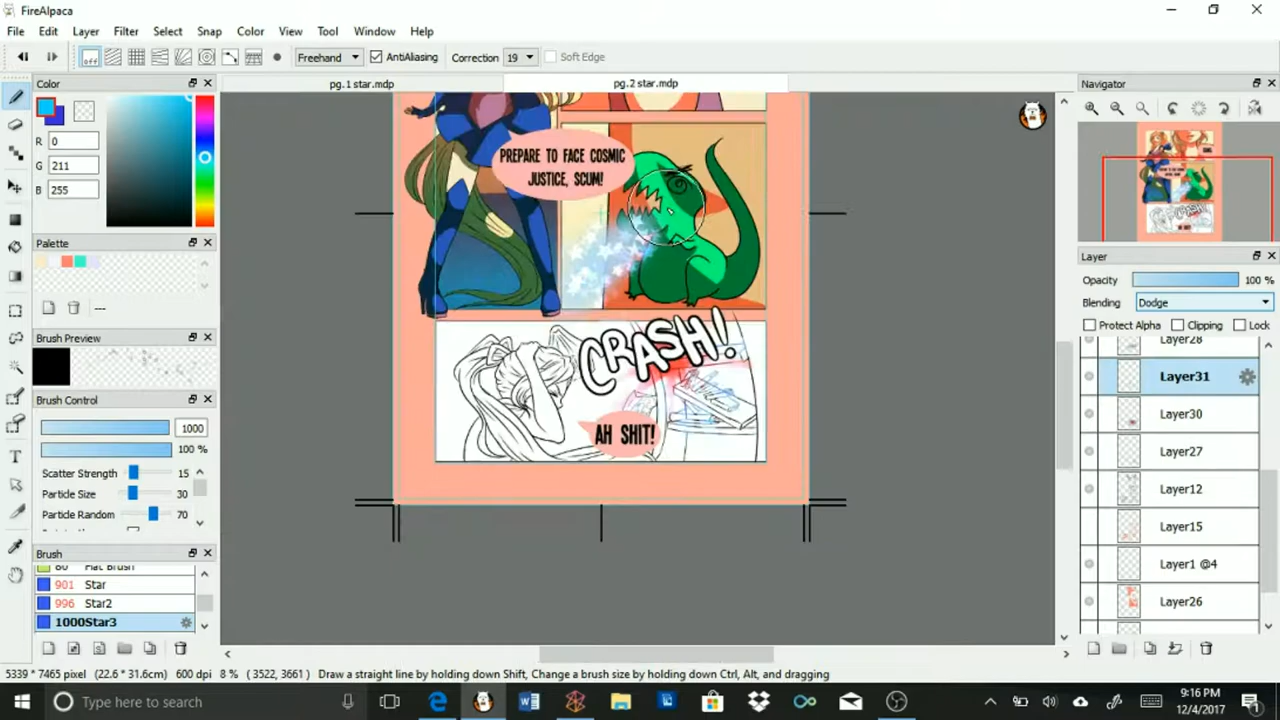 FireAlpaca
File Edit Layer Filter Select Snap Color View Tool Window Help
off Freehand AntiAliasing Correction 19 Soft Edge
Color
pg.1 star.mdp pg.2 star.mdp
Navigator
R 0
G 211
B 255
Palette
---
Brush Preview
Brush Control
1000
100 %
Scatter Strength 15
Particle Size 30
Particle Random 70
Brush
80 Flat Brush
901 Star
996 Star2
1000Star3
PREPARE TO FACE COSMIC
JUSTICE, SCUM!
CRASH!!
AH SHIT!
Layer
Opacity 100 %
Blending Dodge
Protect Alpha Clipping Lock
Layer28
Layer31
Layer30
Layer27
Layer12
Layer15
Layer1 @4
Layer26
5339 * 7465 pixel (22.6 * 31.6cm) 600 dpi 8 % ( 3522, 3661 ) Draw a straight line by holding down Shift, Change a brush size by holding down Ctrl, Alt, and dragging
Type here to search
9:16 PM
12/4/2017